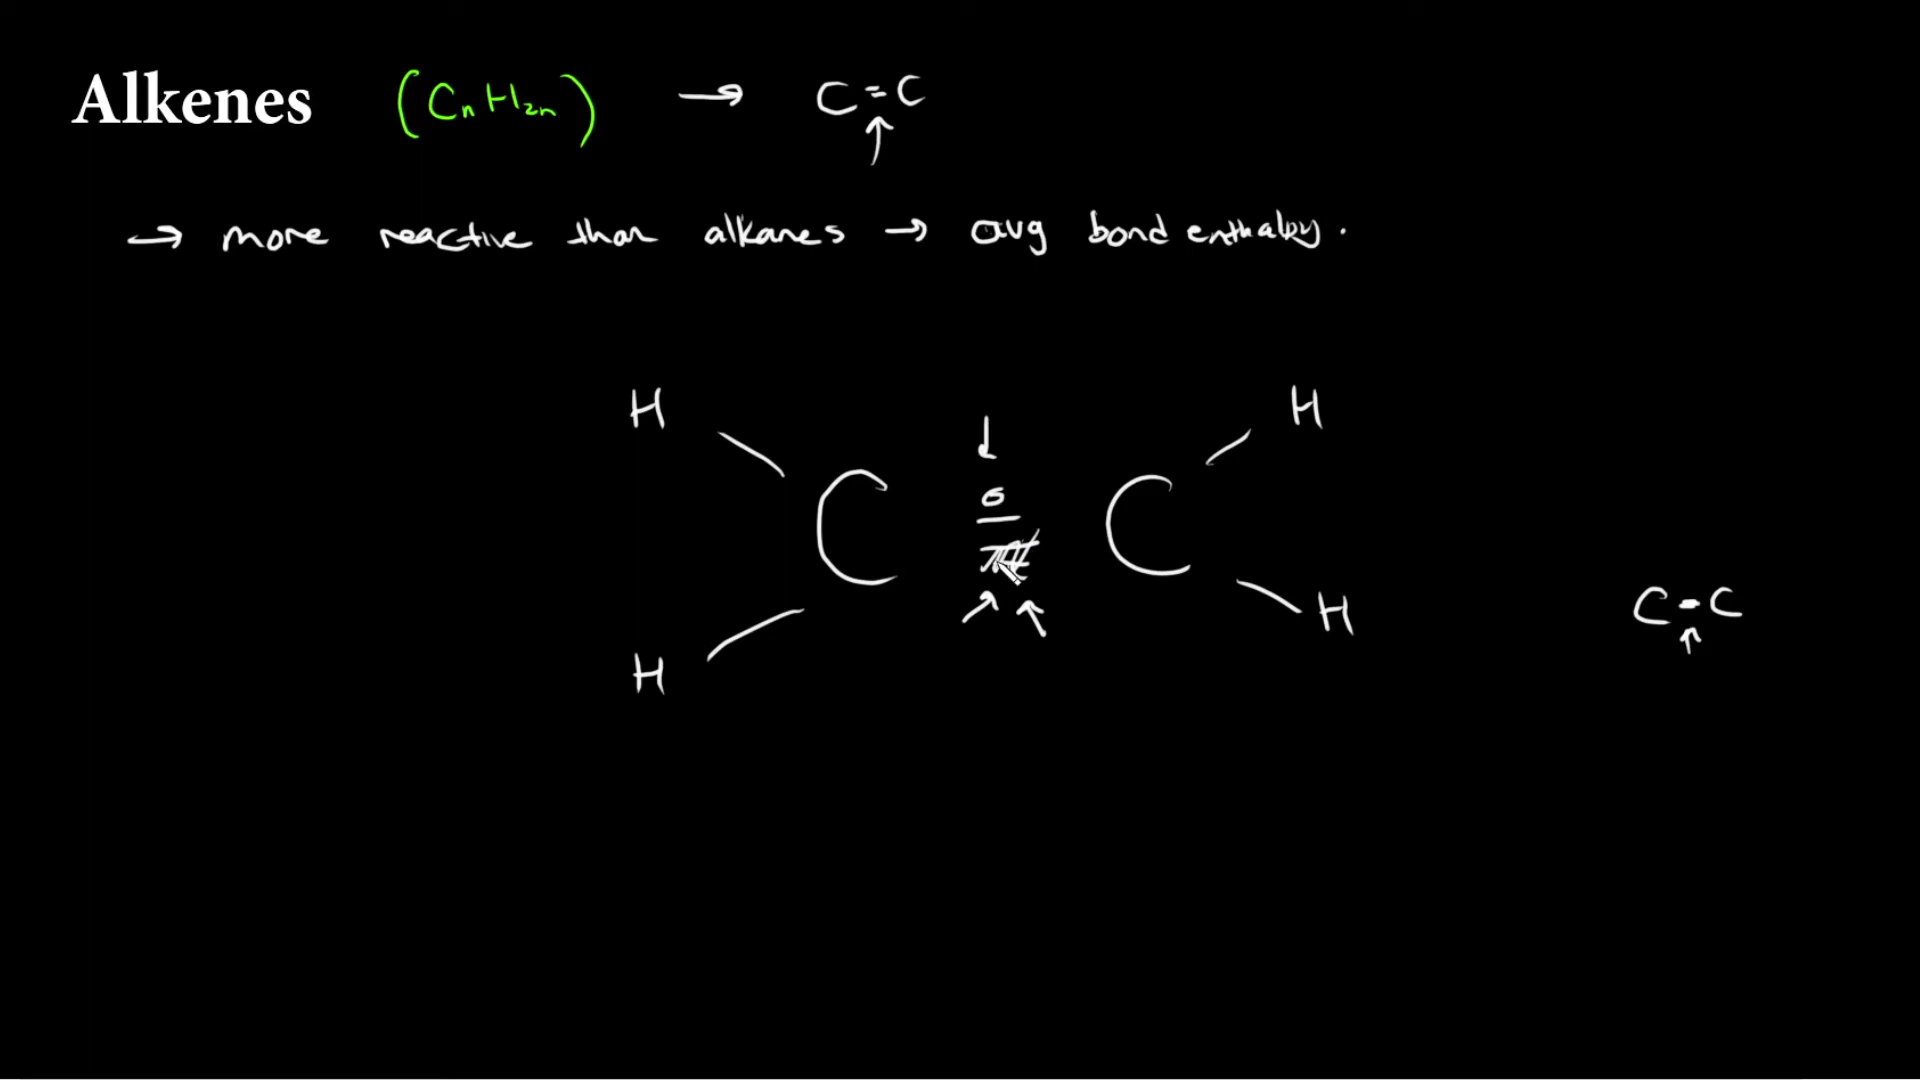 Alkenes (CnH2n) → C=C
→ more reactive than alkanes → avg bond enthalpy.
H H
σ
C C
π
C=C
H
H